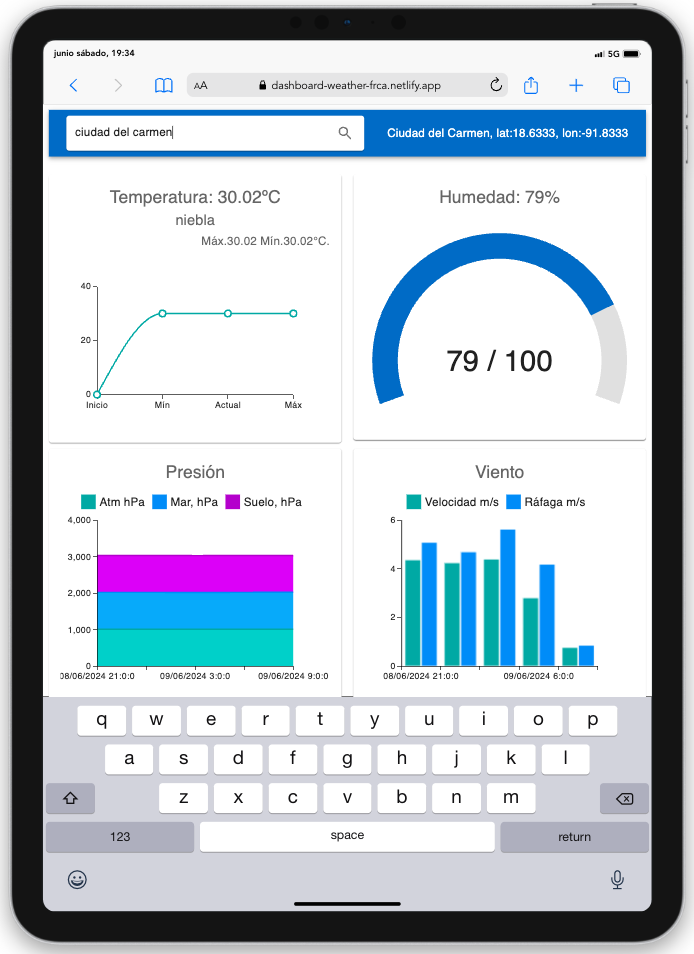 junio sábado, 19:34
5G
AA
dashboard-weather-frca.netlify.app
ciudad del carmen
Ciudad del Carmen, lat:18.6333, lon:-91.8333
Temperatura: 30.02°C
niebla
Máx.30.02 Mín.30.02°C.
40
20
0
Inicio Mín Actual Máx
Humedad: 79%
79 / 100
Presión
Atm hPa Mar, hPa Suelo, hPa
4,000
3,000
2,000
1,000
0
08/06/2024 21:0:0 09/06/2024 3:0:0 09/06/2024 9:0:0
Viento
Velocidad m/s Ráfaga m/s
6
4
2
0
08/06/2024 21:0:0 09/06/2024 6:0:0
q w e r t y u i o p
a s d f g h j k l
z x c v b n m
123 space return